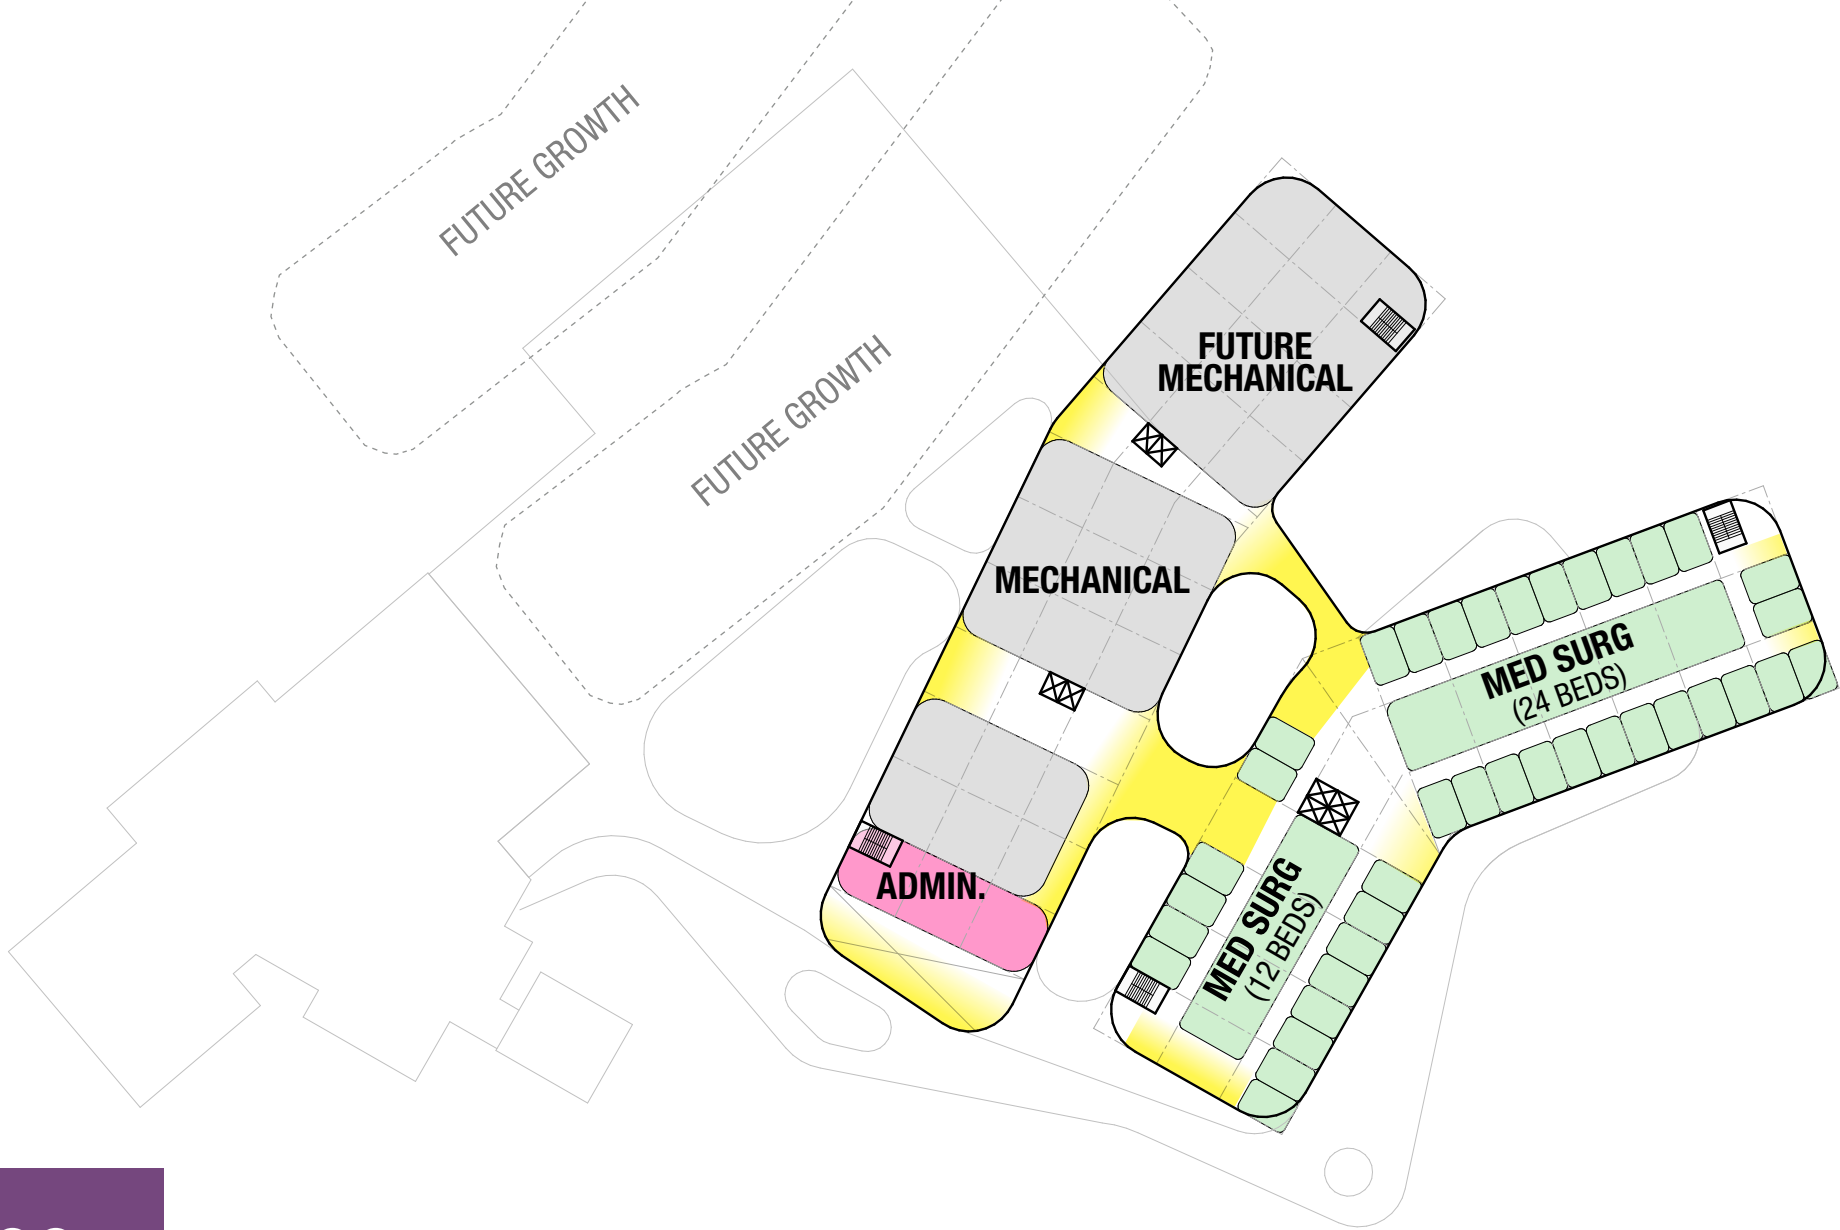 FUTURE GROWTH
FUTURE GROWTH
FUTURE
MECHANICAL
MECHANICAL
ADMIN.
MED SURG
(24 BEDS)
MED SURG
(12 BEDS)